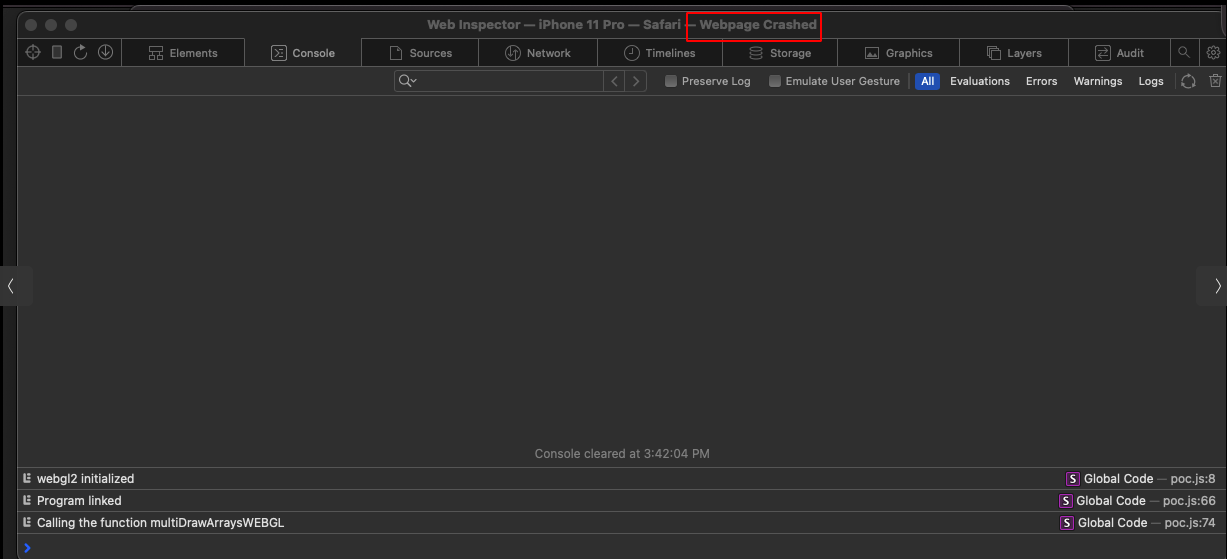 Web Inspector — iPhone 11 Pro — Safari — Webpage Crashed
Elements Console Sources Network Timelines Storage Graphics Layers Audit
Preserve Log Emulate User Gesture All Evaluations Errors Warnings Logs
Console cleared at 3:42:04 PM
webgl2 initialized S Global Code — poc.js:8
Program linked S Global Code — poc.js:66
Calling the function multiDrawArraysWEBGL S Global Code — poc.js:74